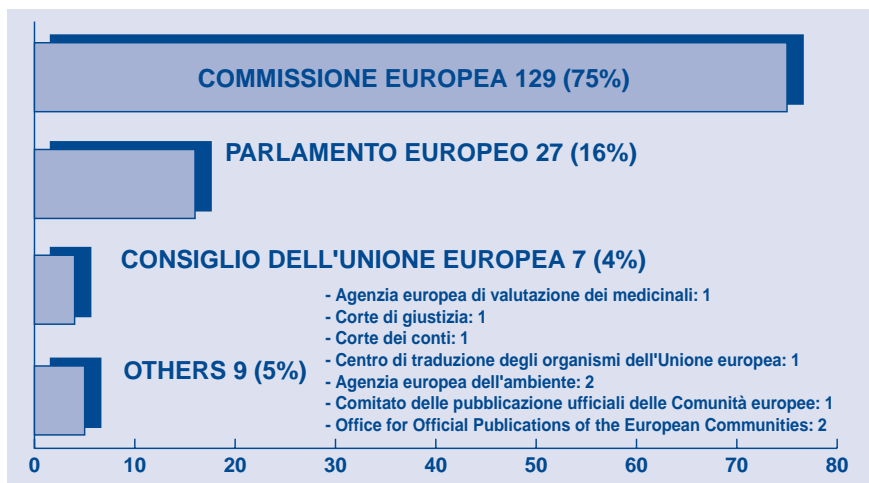 COMMISSIONE EUROPEA 129 (75%)
PARLAMENTO EUROPEO 27 (16%)
CONSIGLIO DELL'UNIONE EUROPEA 7 (4%)
OTHERS 9 (5%)
- Agenzia europea di valutazione dei medicinali: 1
- Corte di giustizia: 1
- Corte dei conti: 1
- Centro di traduzione degli organismi dell'Unione europea: 1
- Agenzia europea dell'ambiente: 2
- Comitato delle pubblicazione ufficiali delle Comunità europee: 1
- Office for Official Publications of the European Communities: 2
0 10 20 30 40 50 60 70 80